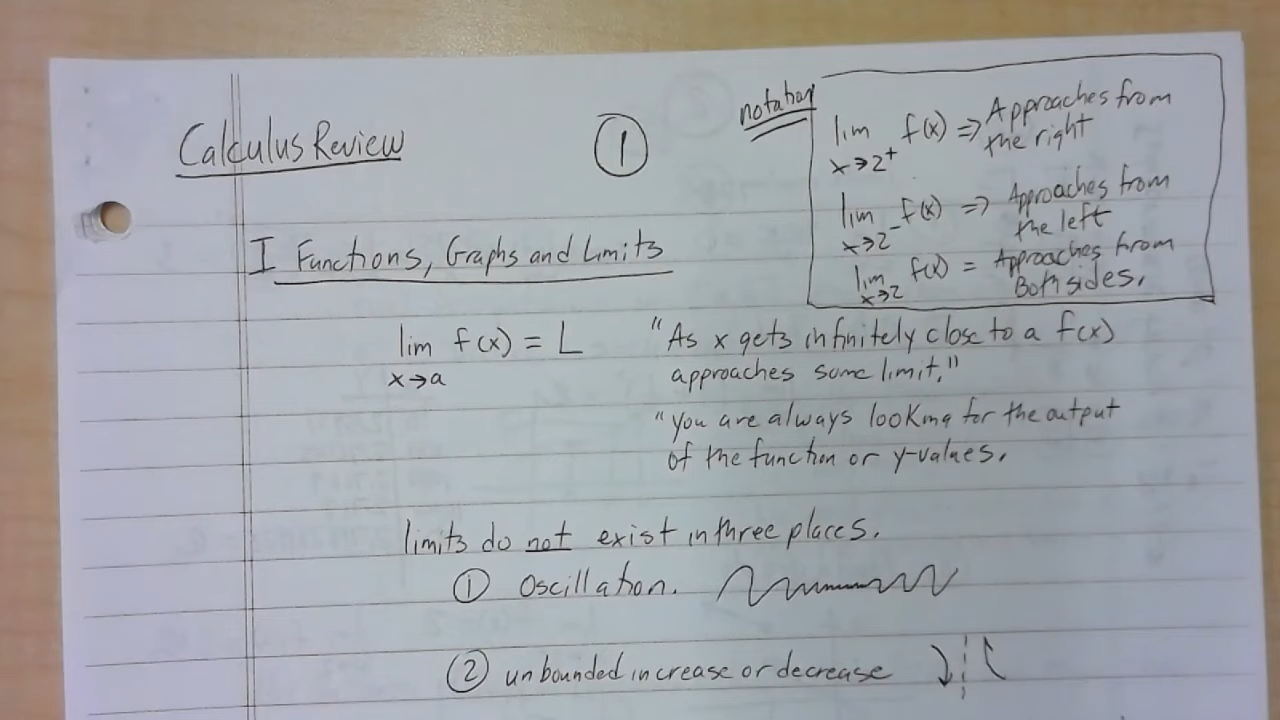 Calculus Review
①
notation
lim f(x) ⇒ Approaches from
x→2⁺ the right
lim f(x) ⇒ Approaches from
x→2⁻ the left
lim f(x) = Approaches from
x→2 Both sides.
I Functions, Graphs and Limits
lim f(x) = L "As x gets infinitely close to a f(x)
x→a approaches some limit."
"You are always looking for the output
of the function or y-values.
limits do not exist in three places.
① Oscillation.
② unbounded increase or decrease